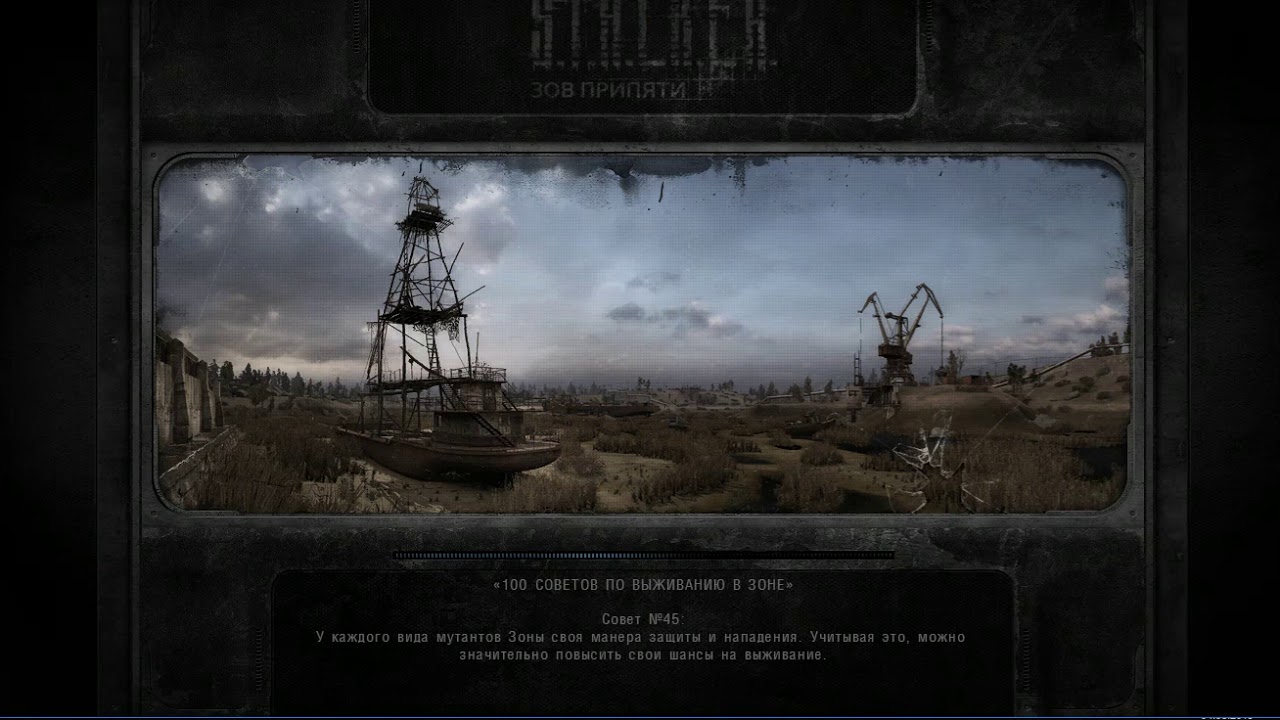 STALKER
ЗОВ ПРИПЯТИ
«100 СОВЕТОВ ПО ВЫЖИВАНИЮ В ЗОНЕ»
Совет №45:
У каждого вида мутантов Зоны своя манера защиты и нападения. Учитывая это, можно
значительно повысить свои шансы на выживание.